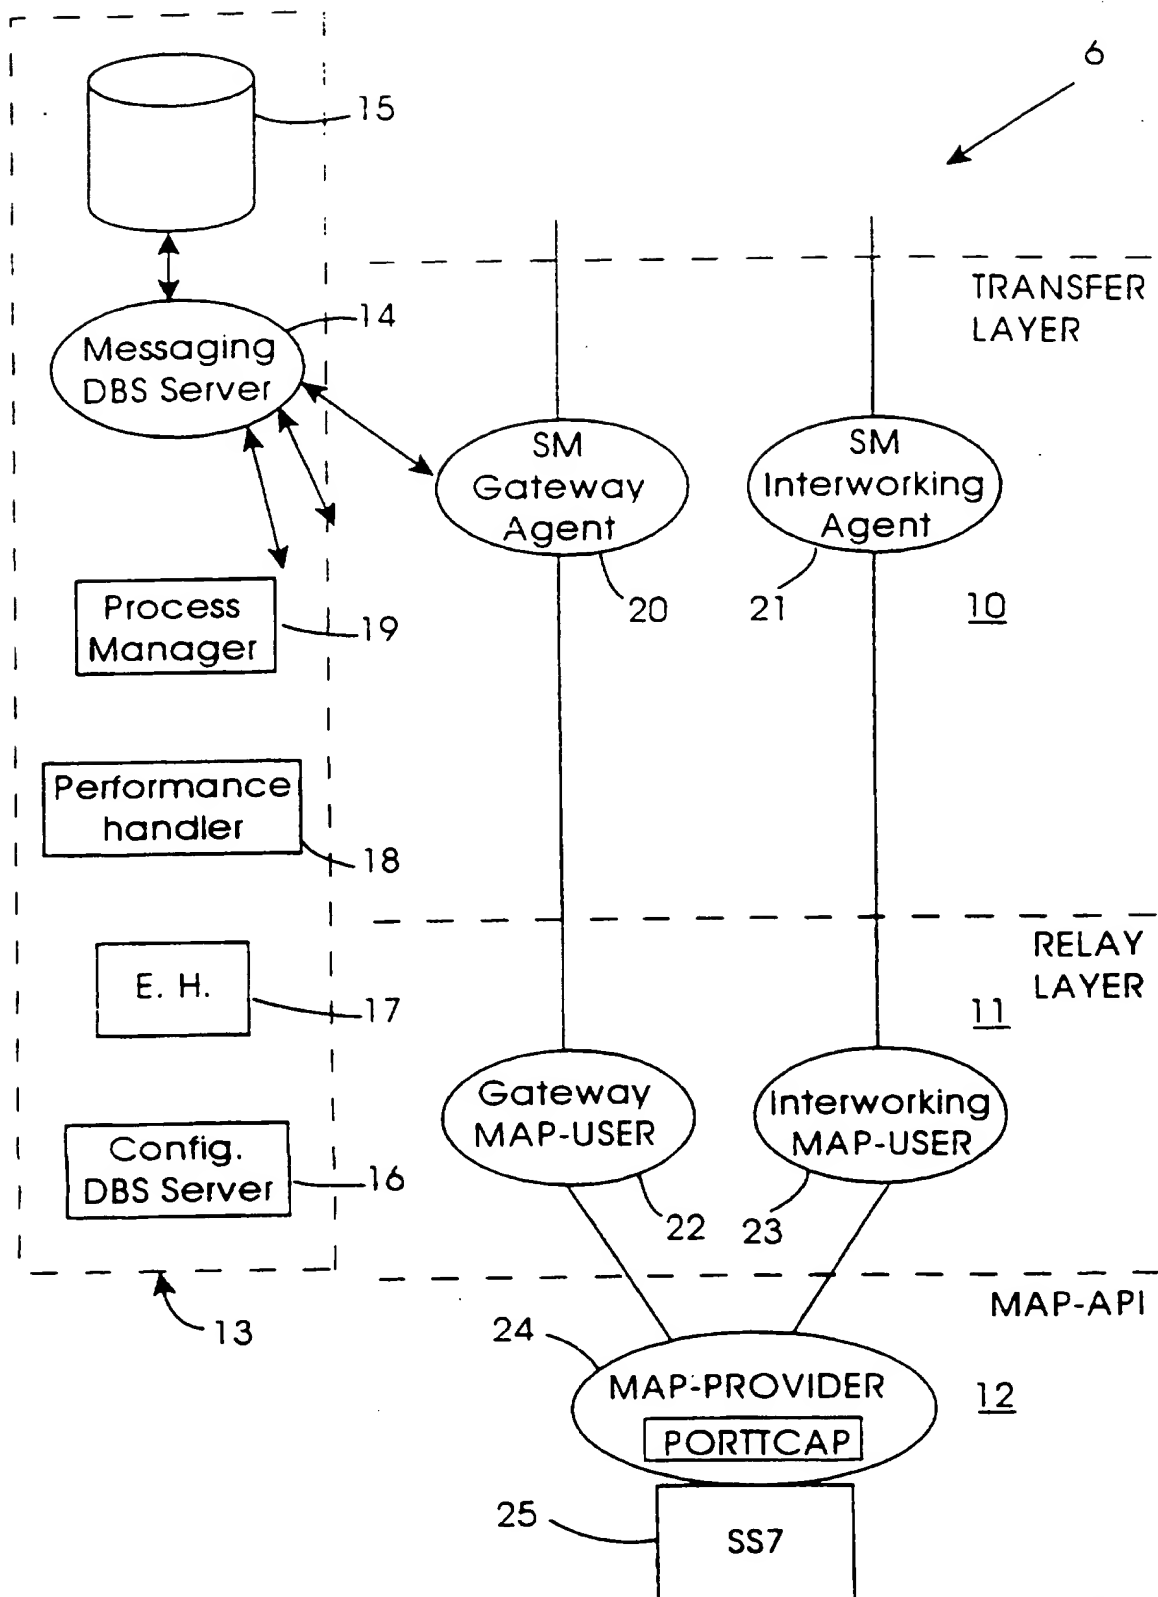 6
15
TRANSFER
LAYER
14
Messaging
DBS Server
SM
Gateway
Agent
SM
Interworking
Agent
20
21
10
Process
Manager
19
Performance
handler
18
RELAY
LAYER
11
E. H.
17
Gateway
MAP-USER
Interworking
MAP-USER
Config.
DBS Server
16
22
23
MAP-API
13
24
MAP-PROVIDER
12
PORTTCAP
25
SS7